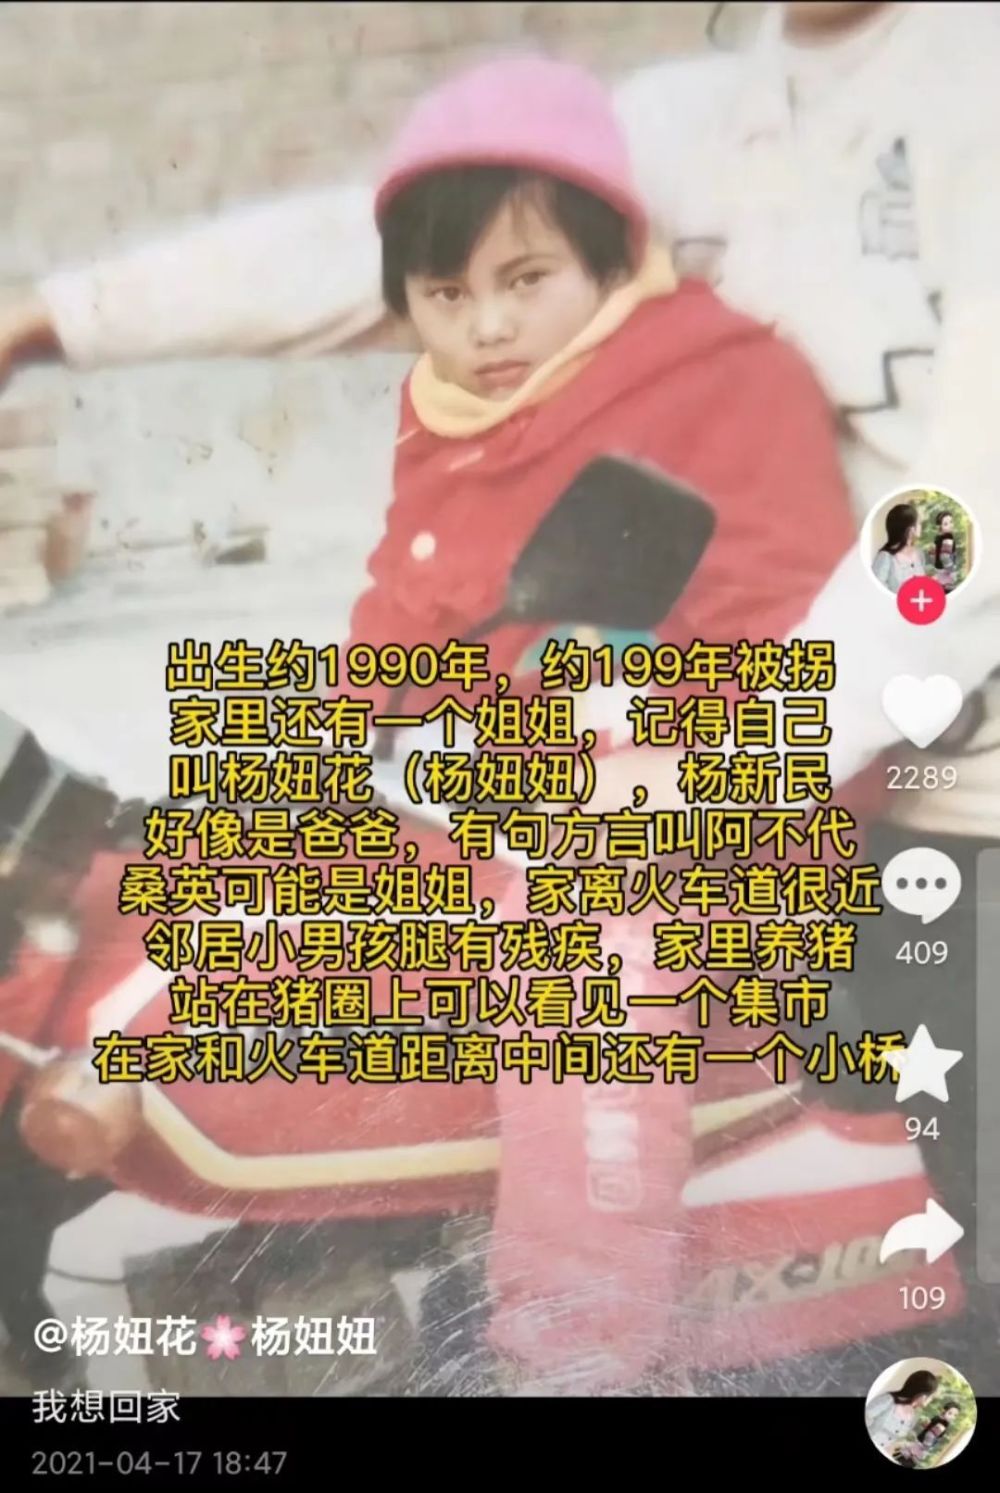 出生约1990年，约199年被拐
家里还有一个姐姐，记得自己
叫杨妞花（杨妞妞），杨新民
好像是爸爸，有句方言叫阿不代
桑英可能是姐姐，家离火车道很近
邻居小男孩腿有残疾，家里养猪
站在猪圈上可以看见一个集市
在家和火车道距离中间还有一个小桥
2289
409
94
AX-100
109
@杨妞花🌸杨妞妞
我想回家
2021-04-17 18:47